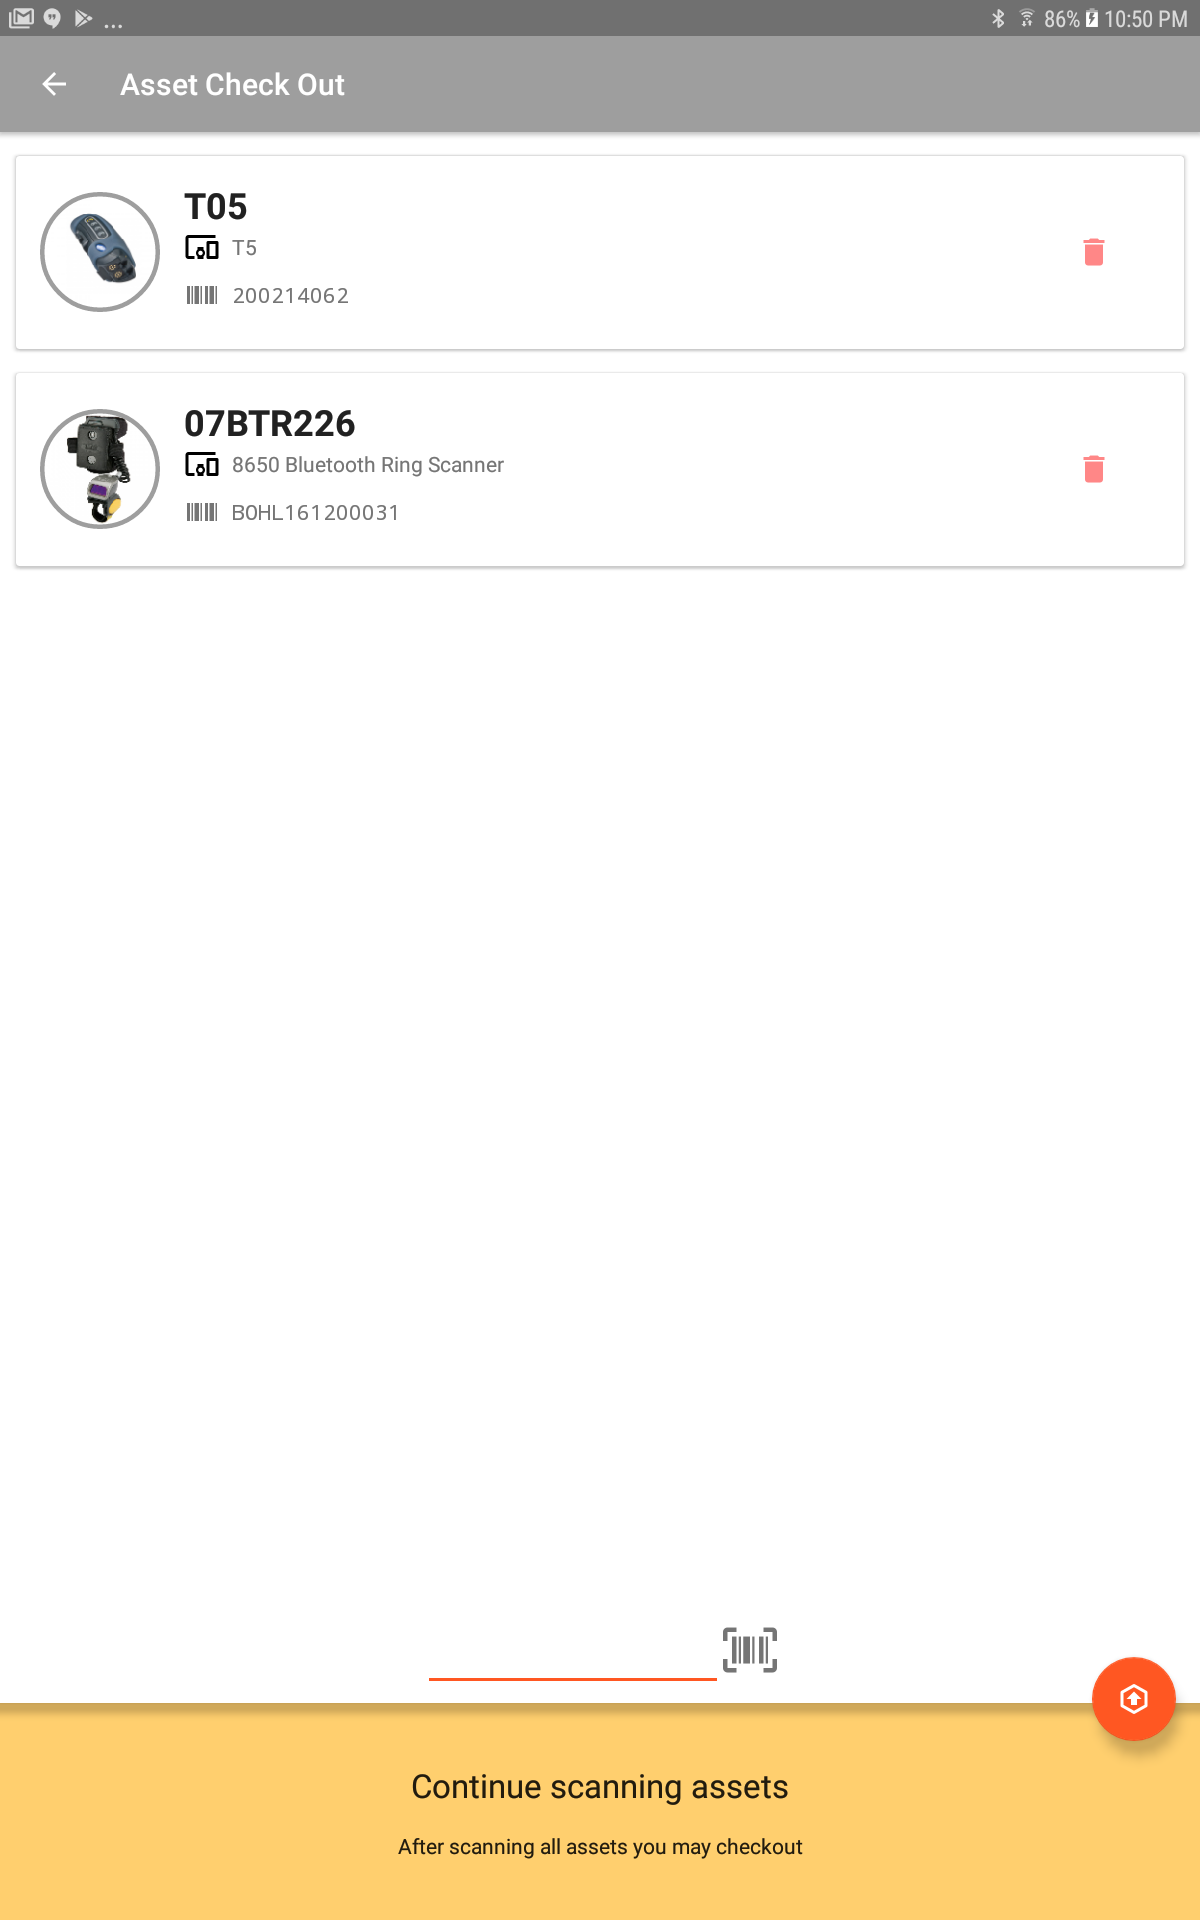 ... 86% 10:50 PM
Asset Check Out
T05
T5
200214062
07BTR226
8650 Bluetooth Ring Scanner
B0HL161200031
Continue scanning assets
After scanning all assets you may checkout